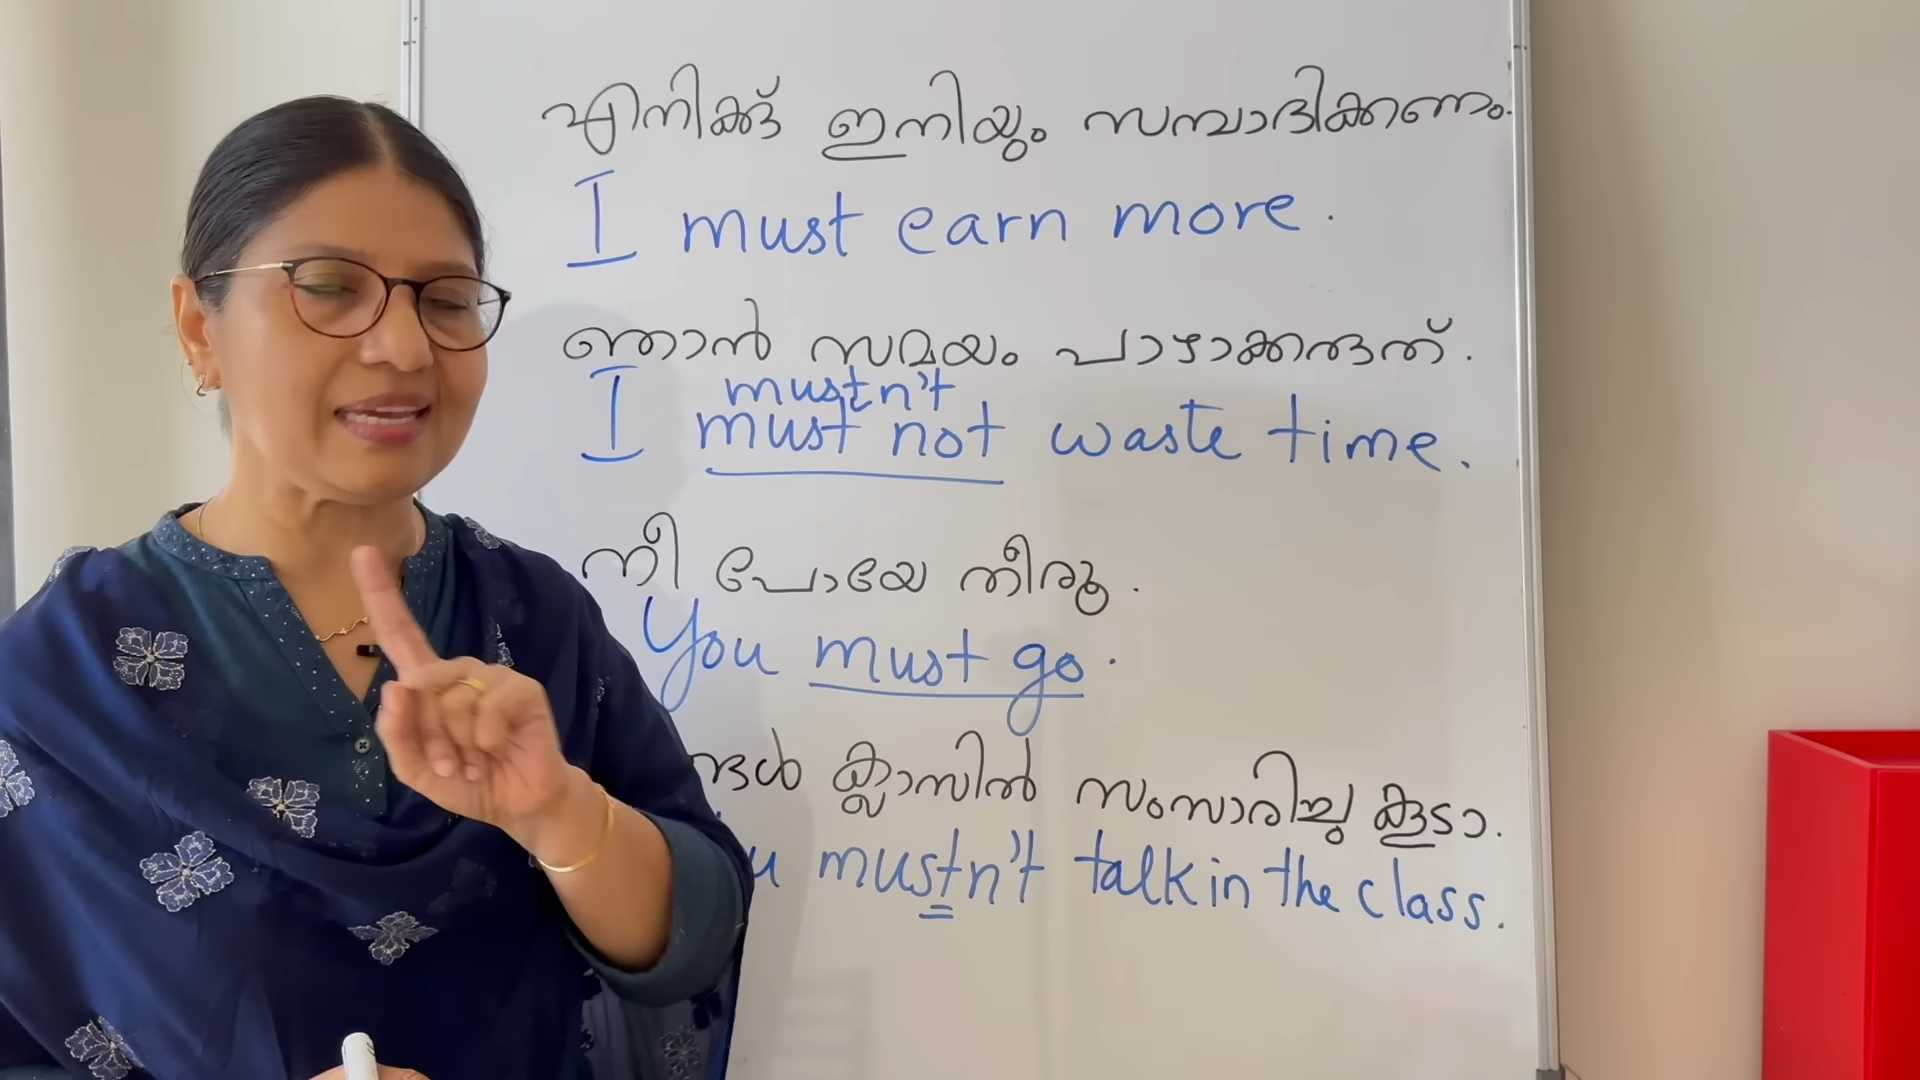 എനിക്ക് ഇനിയും സമ്പാദിക്കണം.
I must earn more.
ഞാൻ സമയം പാഴാക്കരുത്.
mustn't
I must not waste time.
നീ പോയേ തീരൂ.
You must go.
ക്ലാസിൽ സംസാരിച്ചു കൂടാ.
mustn't talk in the class.